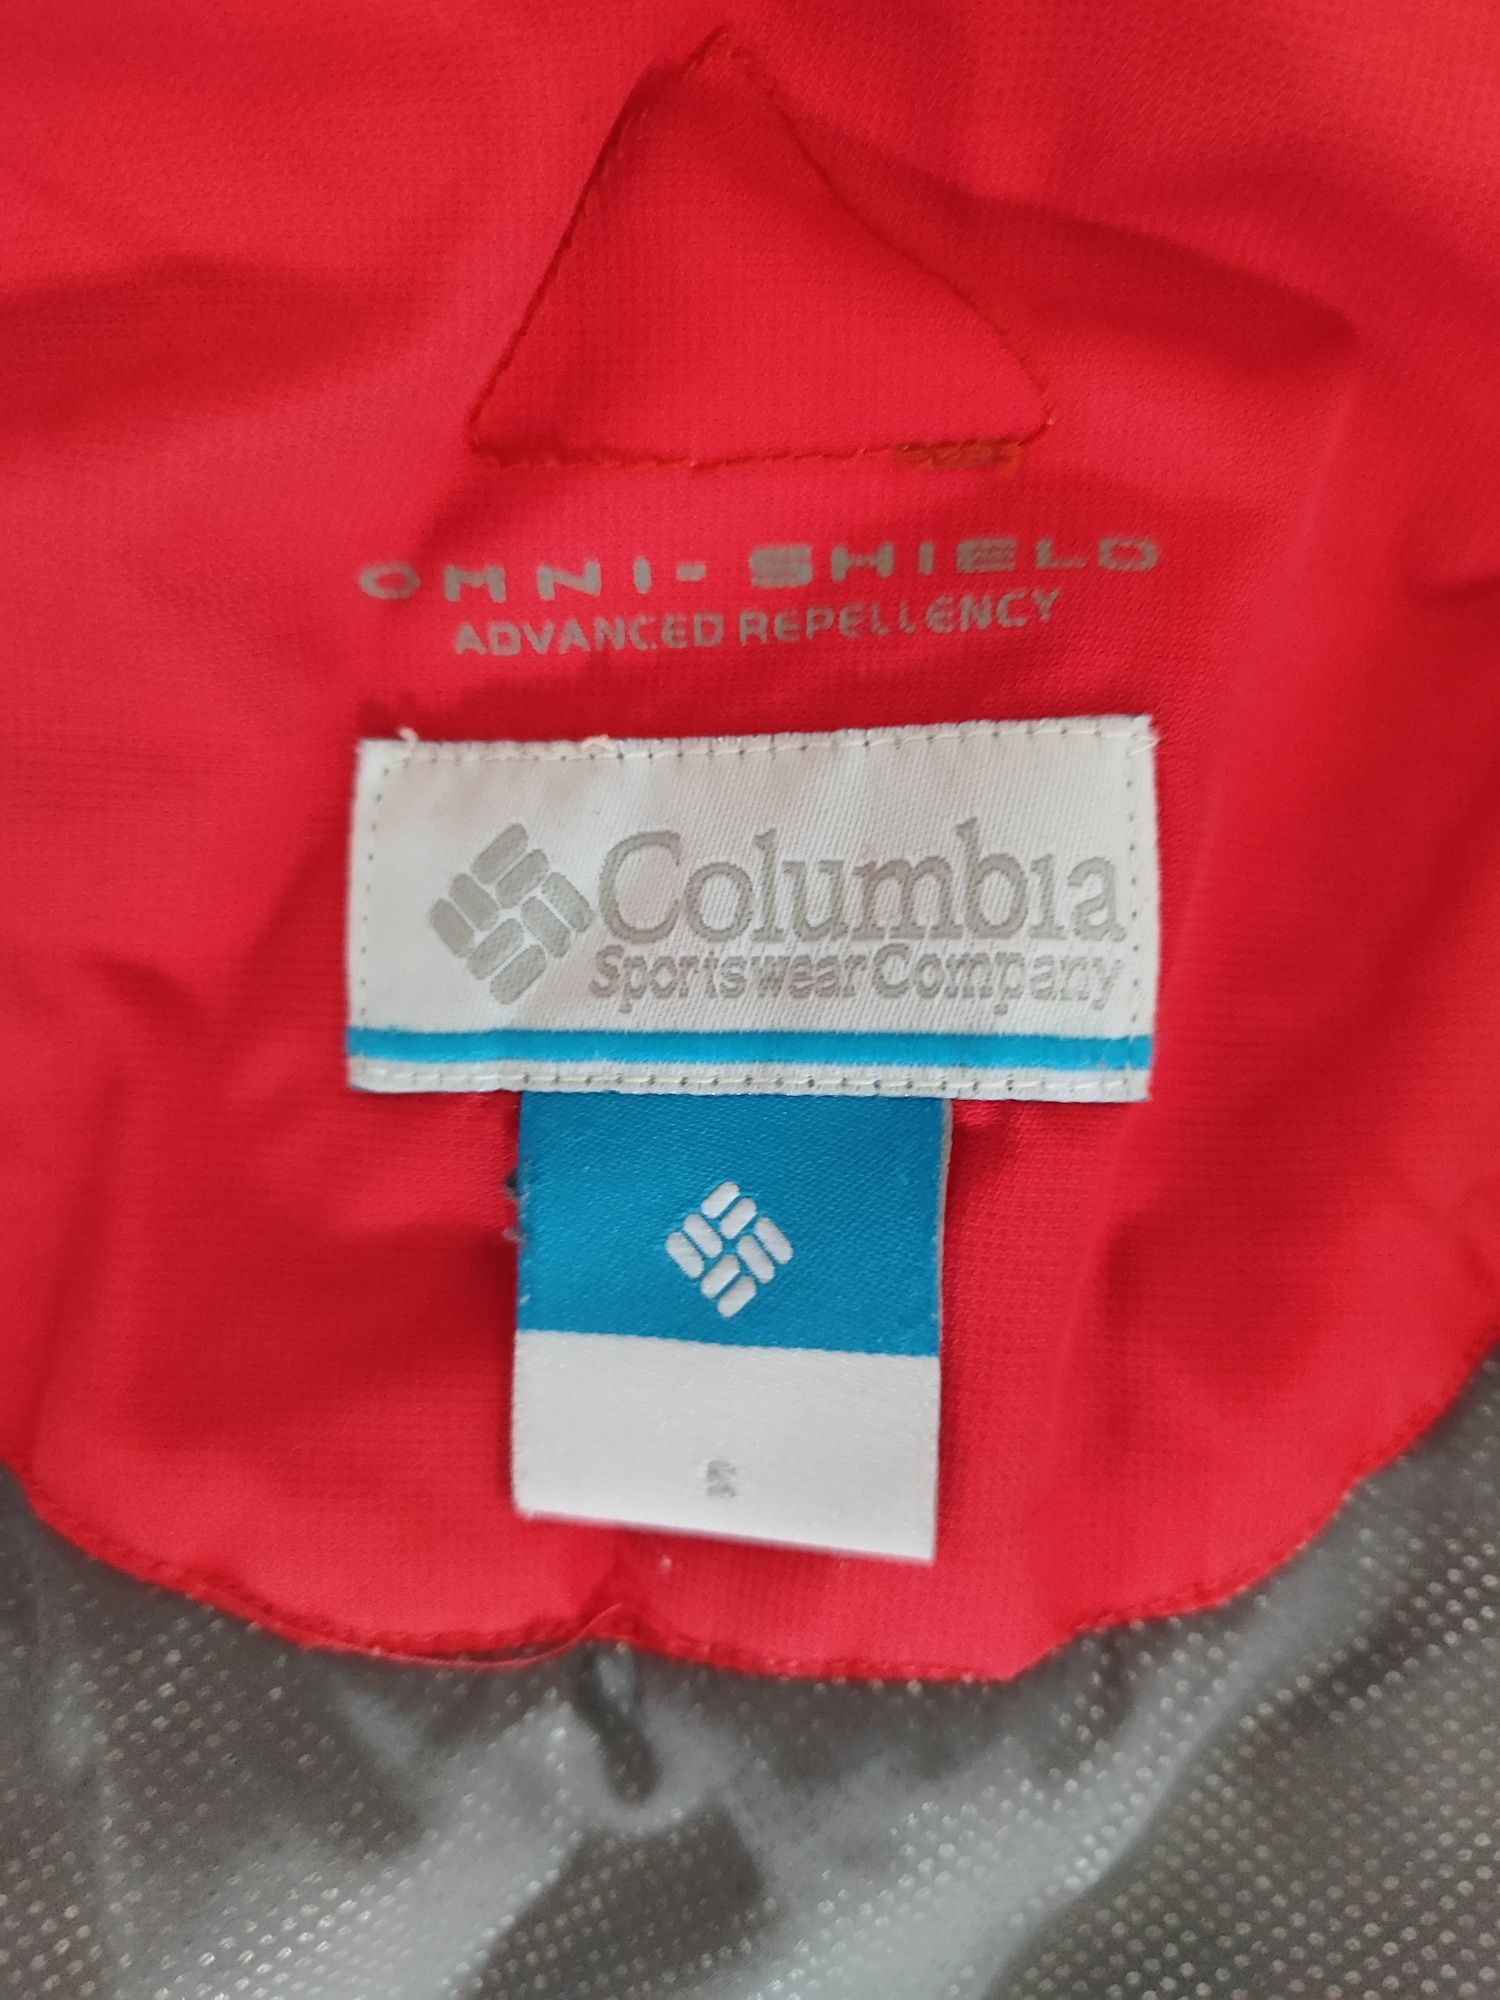 OMNI-SHIELD
ADVANCED REPELLENCY
Columbia
Sportswear Company